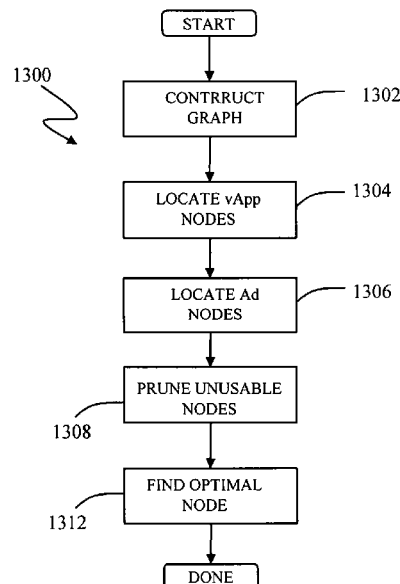 START
1300
CONTRRUCT
GRAPH
1302
LOCATE vApp
NODES
1304
LOCATE Ad
NODES
1306
PRUNE UNUSABLE
NODES
1308
FIND OPTIMAL
NODE
1312
DONE